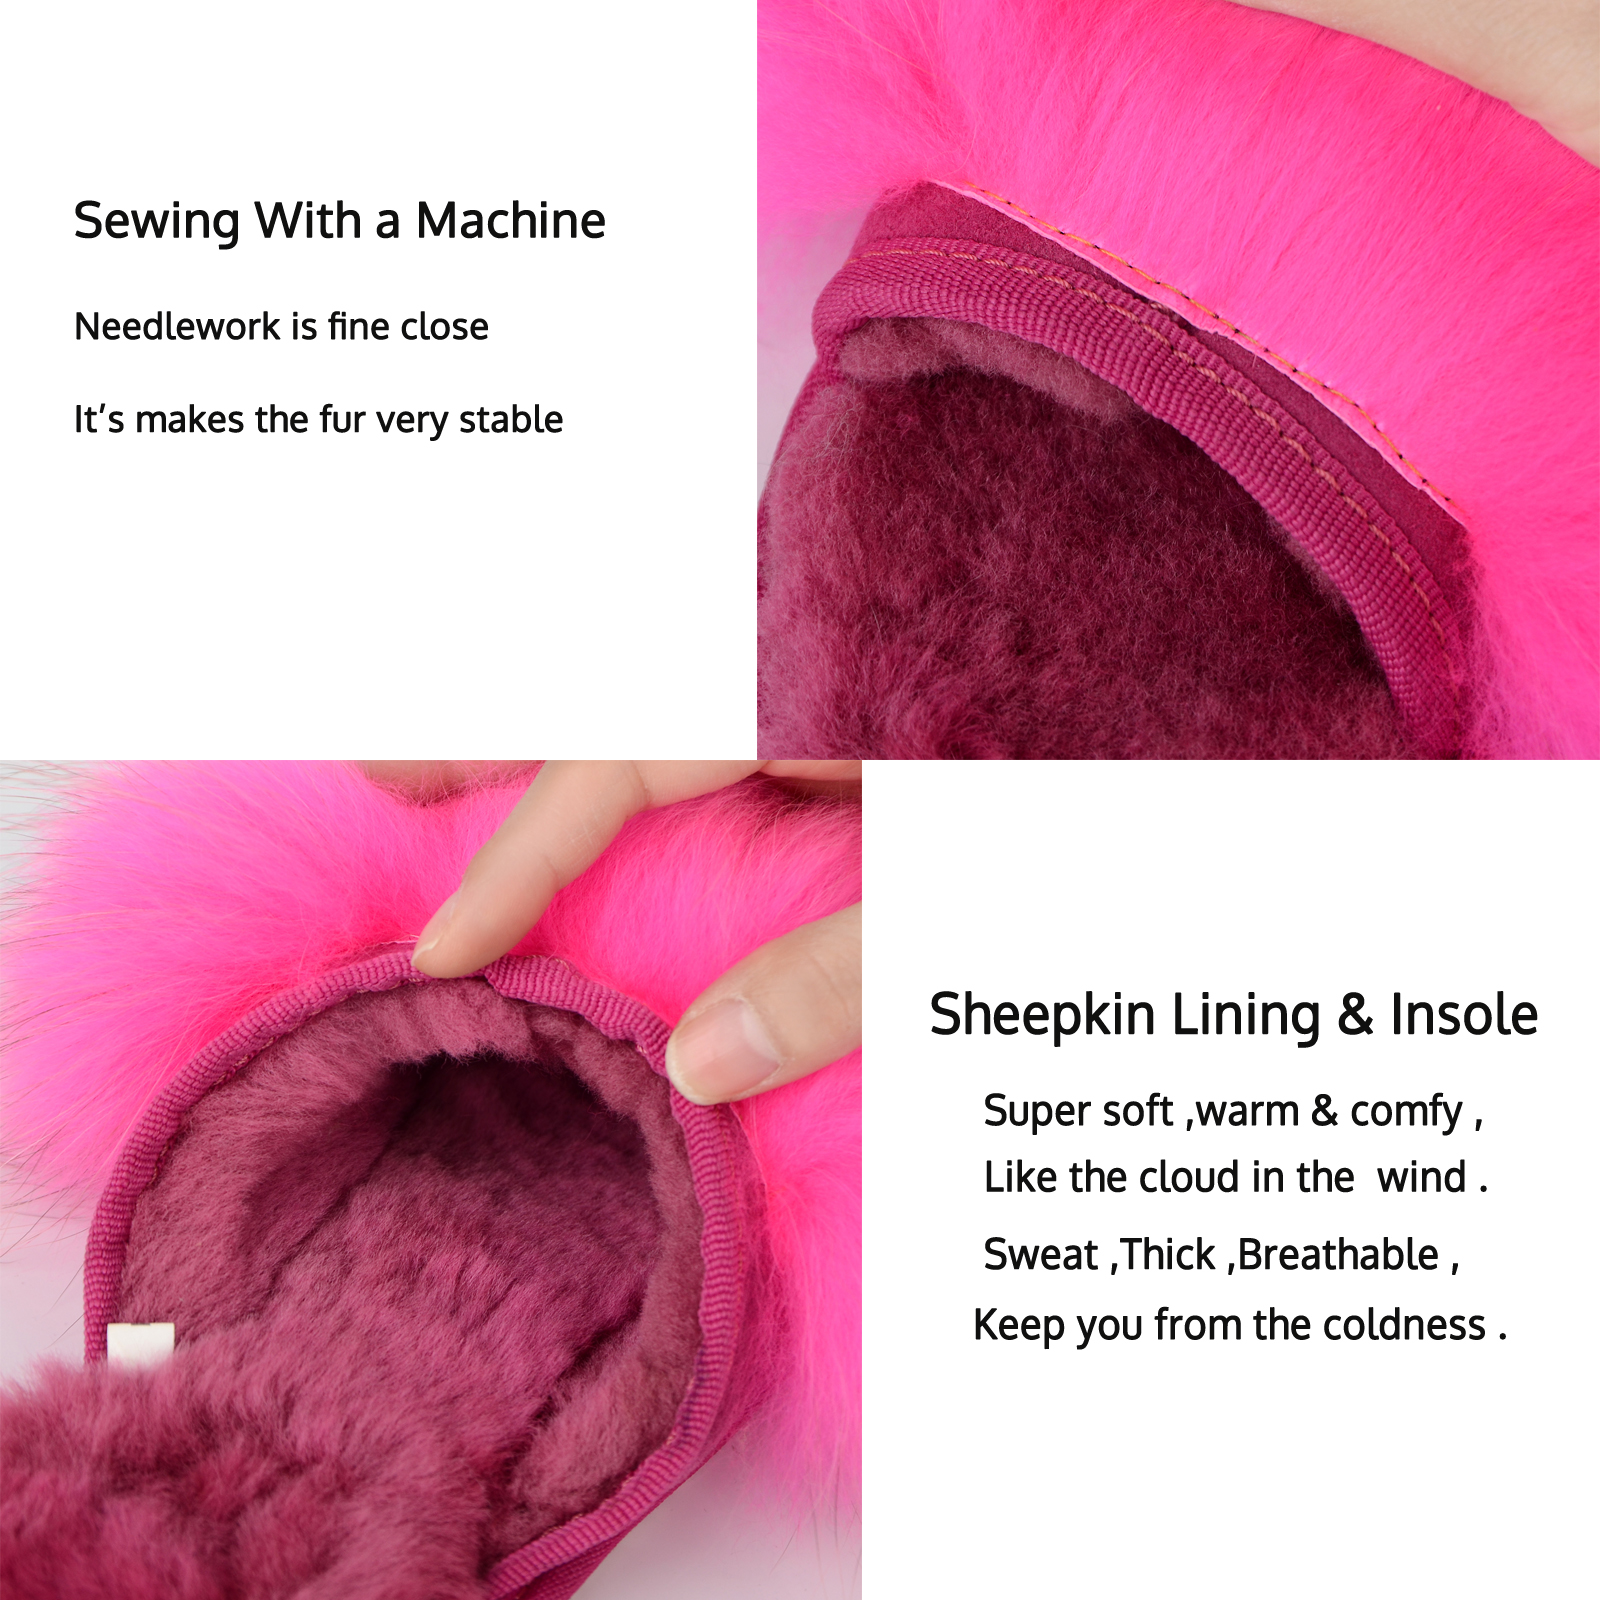 Sewing With a Machine
Needlework is fine close
It's makes the fur very stable
Sheepkin Lining & Insole
Super soft ,warm & comfy ,
Like the cloud in the  wind .
Sweat ,Thick ,Breathable ,
Keep you from the coldness .